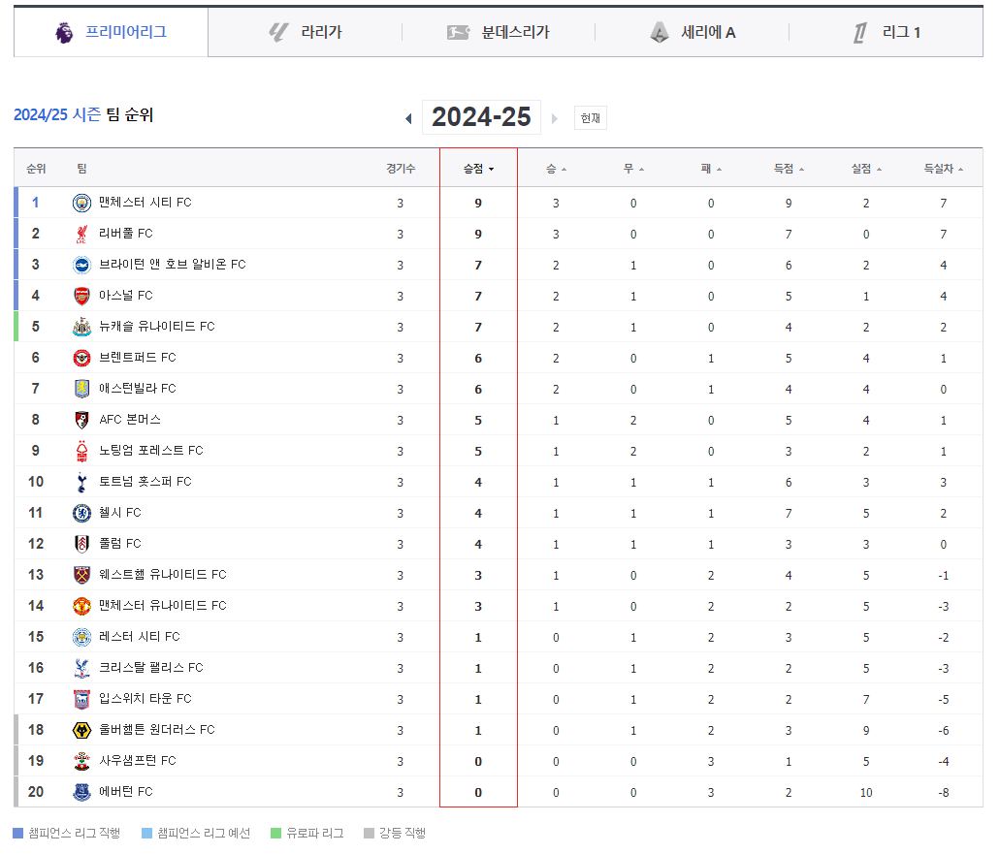 프리미어리그 라리가 분데스리가 세리에 A 리그 1
2024/25 시즌 팀 순위 2024-25 현재
순위 팀 경기수 승점 승 무 패 득점 실점 득실차
1 맨체스터 시티 FC 3 9 3 0 0 9 2 7
2 리버풀 FC 3 9 3 0 0 7 0 7
3 브라이턴 앤 호브 알비온 FC 3 7 2 1 0 6 2 4
4 아스널 FC 3 7 2 1 0 5 1 4
5 뉴캐슬 유나이티드 FC 3 7 2 1 0 4 2 2
6 브렌트퍼드 FC 3 6 2 0 1 5 4 1
7 애스턴빌라 FC 3 6 2 0 1 4 4 0
8 AFC 본머스 3 5 1 2 0 5 4 1
9 노팅엄 포레스트 FC 3 5 1 2 0 3 2 1
10 토트넘 홋스퍼 FC 3 4 1 1 1 6 3 3
11 첼시 FC 3 4 1 1 1 7 5 2
12 풀럼 FC 3 4 1 1 1 3 3 0
13 웨스트햄 유나이티드 FC 3 3 1 0 2 4 5 -1
14 맨체스터 유나이티드 FC 3 3 1 0 2 2 5 -3
15 레스터 시티 FC 3 1 0 1 2 3 5 -2
16 크리스탈 팰리스 FC 3 1 0 1 2 2 5 -3
17 입스위치 타운 FC 3 1 0 1 2 2 7 -5
18 울버햄튼 원더러스 FC 3 1 0 1 2 3 9 -6
19 사우샘프턴 FC 3 0 0 0 3 1 5 -4
20 에버턴 FC 3 0 0 0 3 2 10 -8
챔피언스 리그 직행 챔피언스 리그 예선 유로파 리그 강등 직행